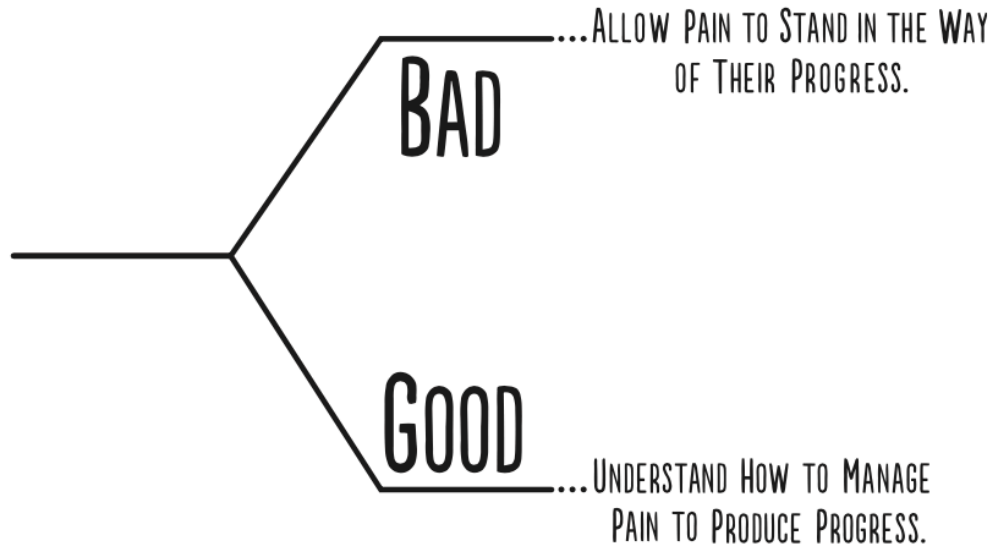 ...Allow Pain to Stand in the Way
of Their Progress.
Bad
Good
...Understand How to Manage
Pain to Produce Progress.